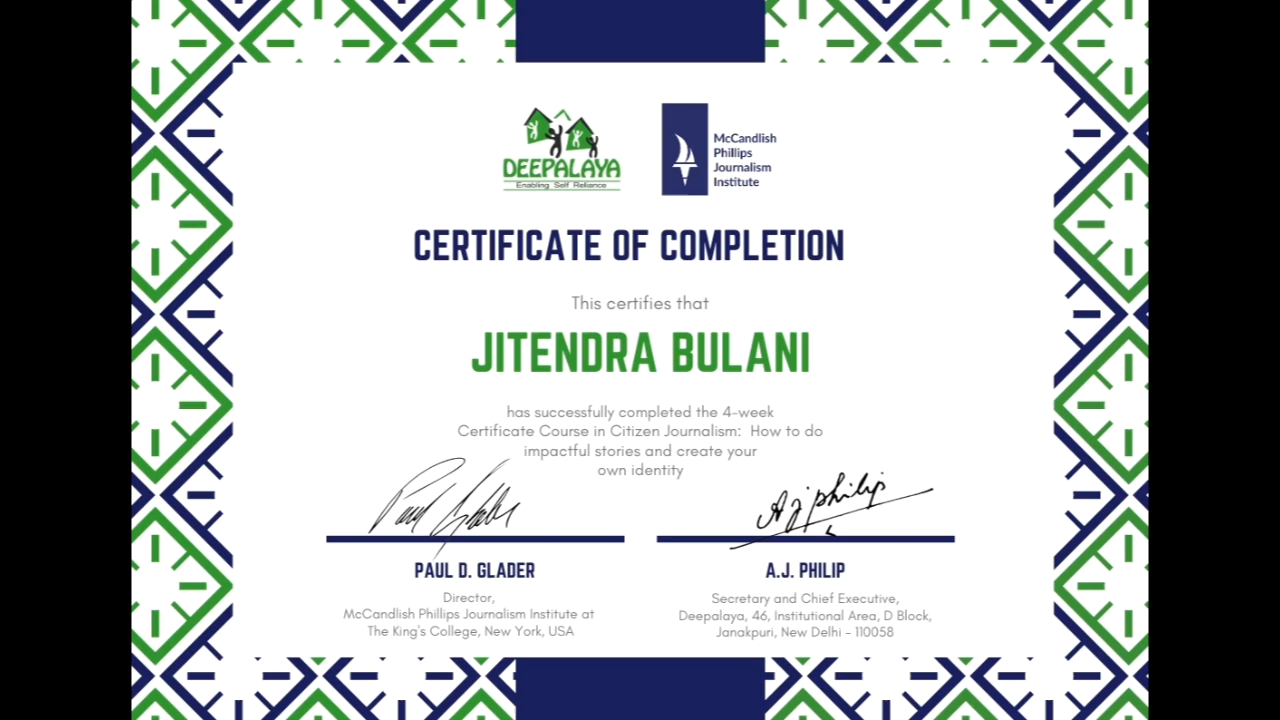 DEEPALAYA
Enabling Self Reliance
McCandlish
Phillips
Journalism
Institute
CERTIFICATE OF COMPLETION
This certifies that
JITENDRA BULANI
has successfully completed the 4-week
Certificate Course in Citizen Journalism: How to do
impactful stories and create your
own identity
Paul Glader
A j philip
PAUL D. GLADER
Director,
McCandlish Phillips Journalism Institute at
The King's College, New York, USA
A.J. PHILIP
Secretary and Chief Executive,
Deepalaya, 46, Institutional Area, D Block,
Janakpuri, New Delhi - 110058